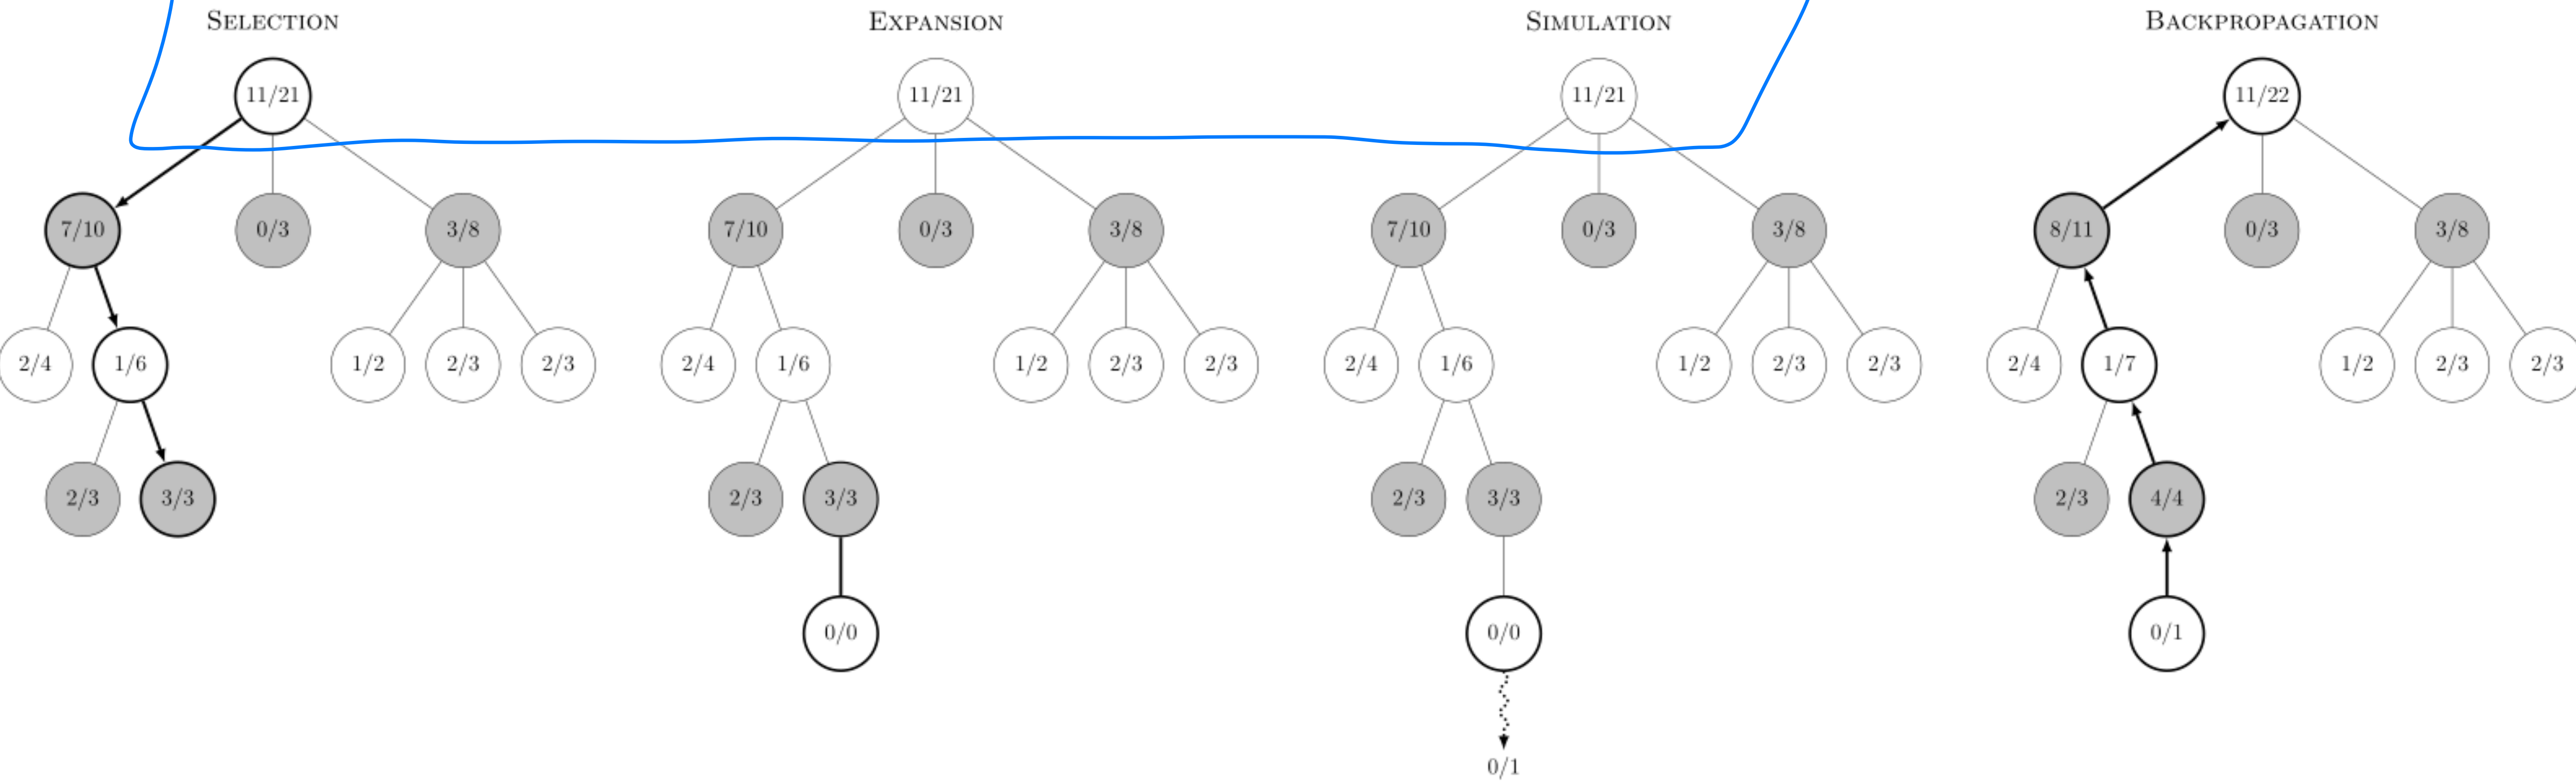 SELECTION EXPANSION SIMULATION BACKPROPAGATION
11/21 11/21 11/21 11/22
7/10 0/3 3/8 7/10 0/3 3/8 7/10 0/3 3/8 8/11 0/3 3/8
2/4 1/6 1/2 2/3 2/3 2/4 1/6 1/2 2/3 2/3 2/4 1/6 1/2 2/3 2/3 2/4 1/7 1/2 2/3 2/3
2/3 3/3 2/3 3/3 2/3 3/3 2/3 4/4
0/0 0/0 0/1
0/1